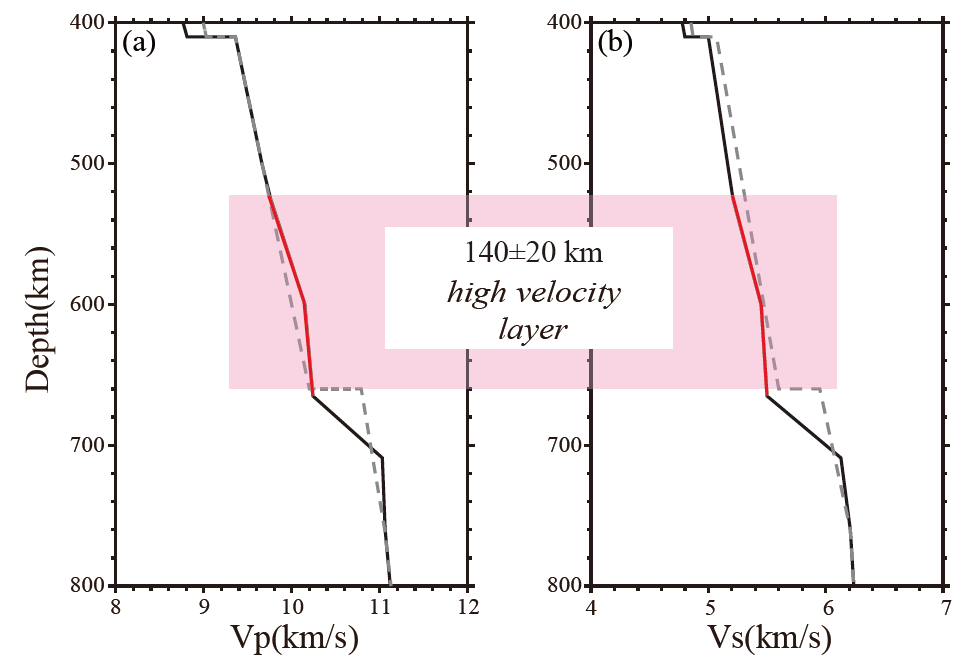 (a)
400
500
600
700
800
Depth(km)
8 9 10 11 12
Vp(km/s)
140±20 km
high velocity
layer
(b)
400
500
600
700
800
4 5 6 7
Vs(km/s)